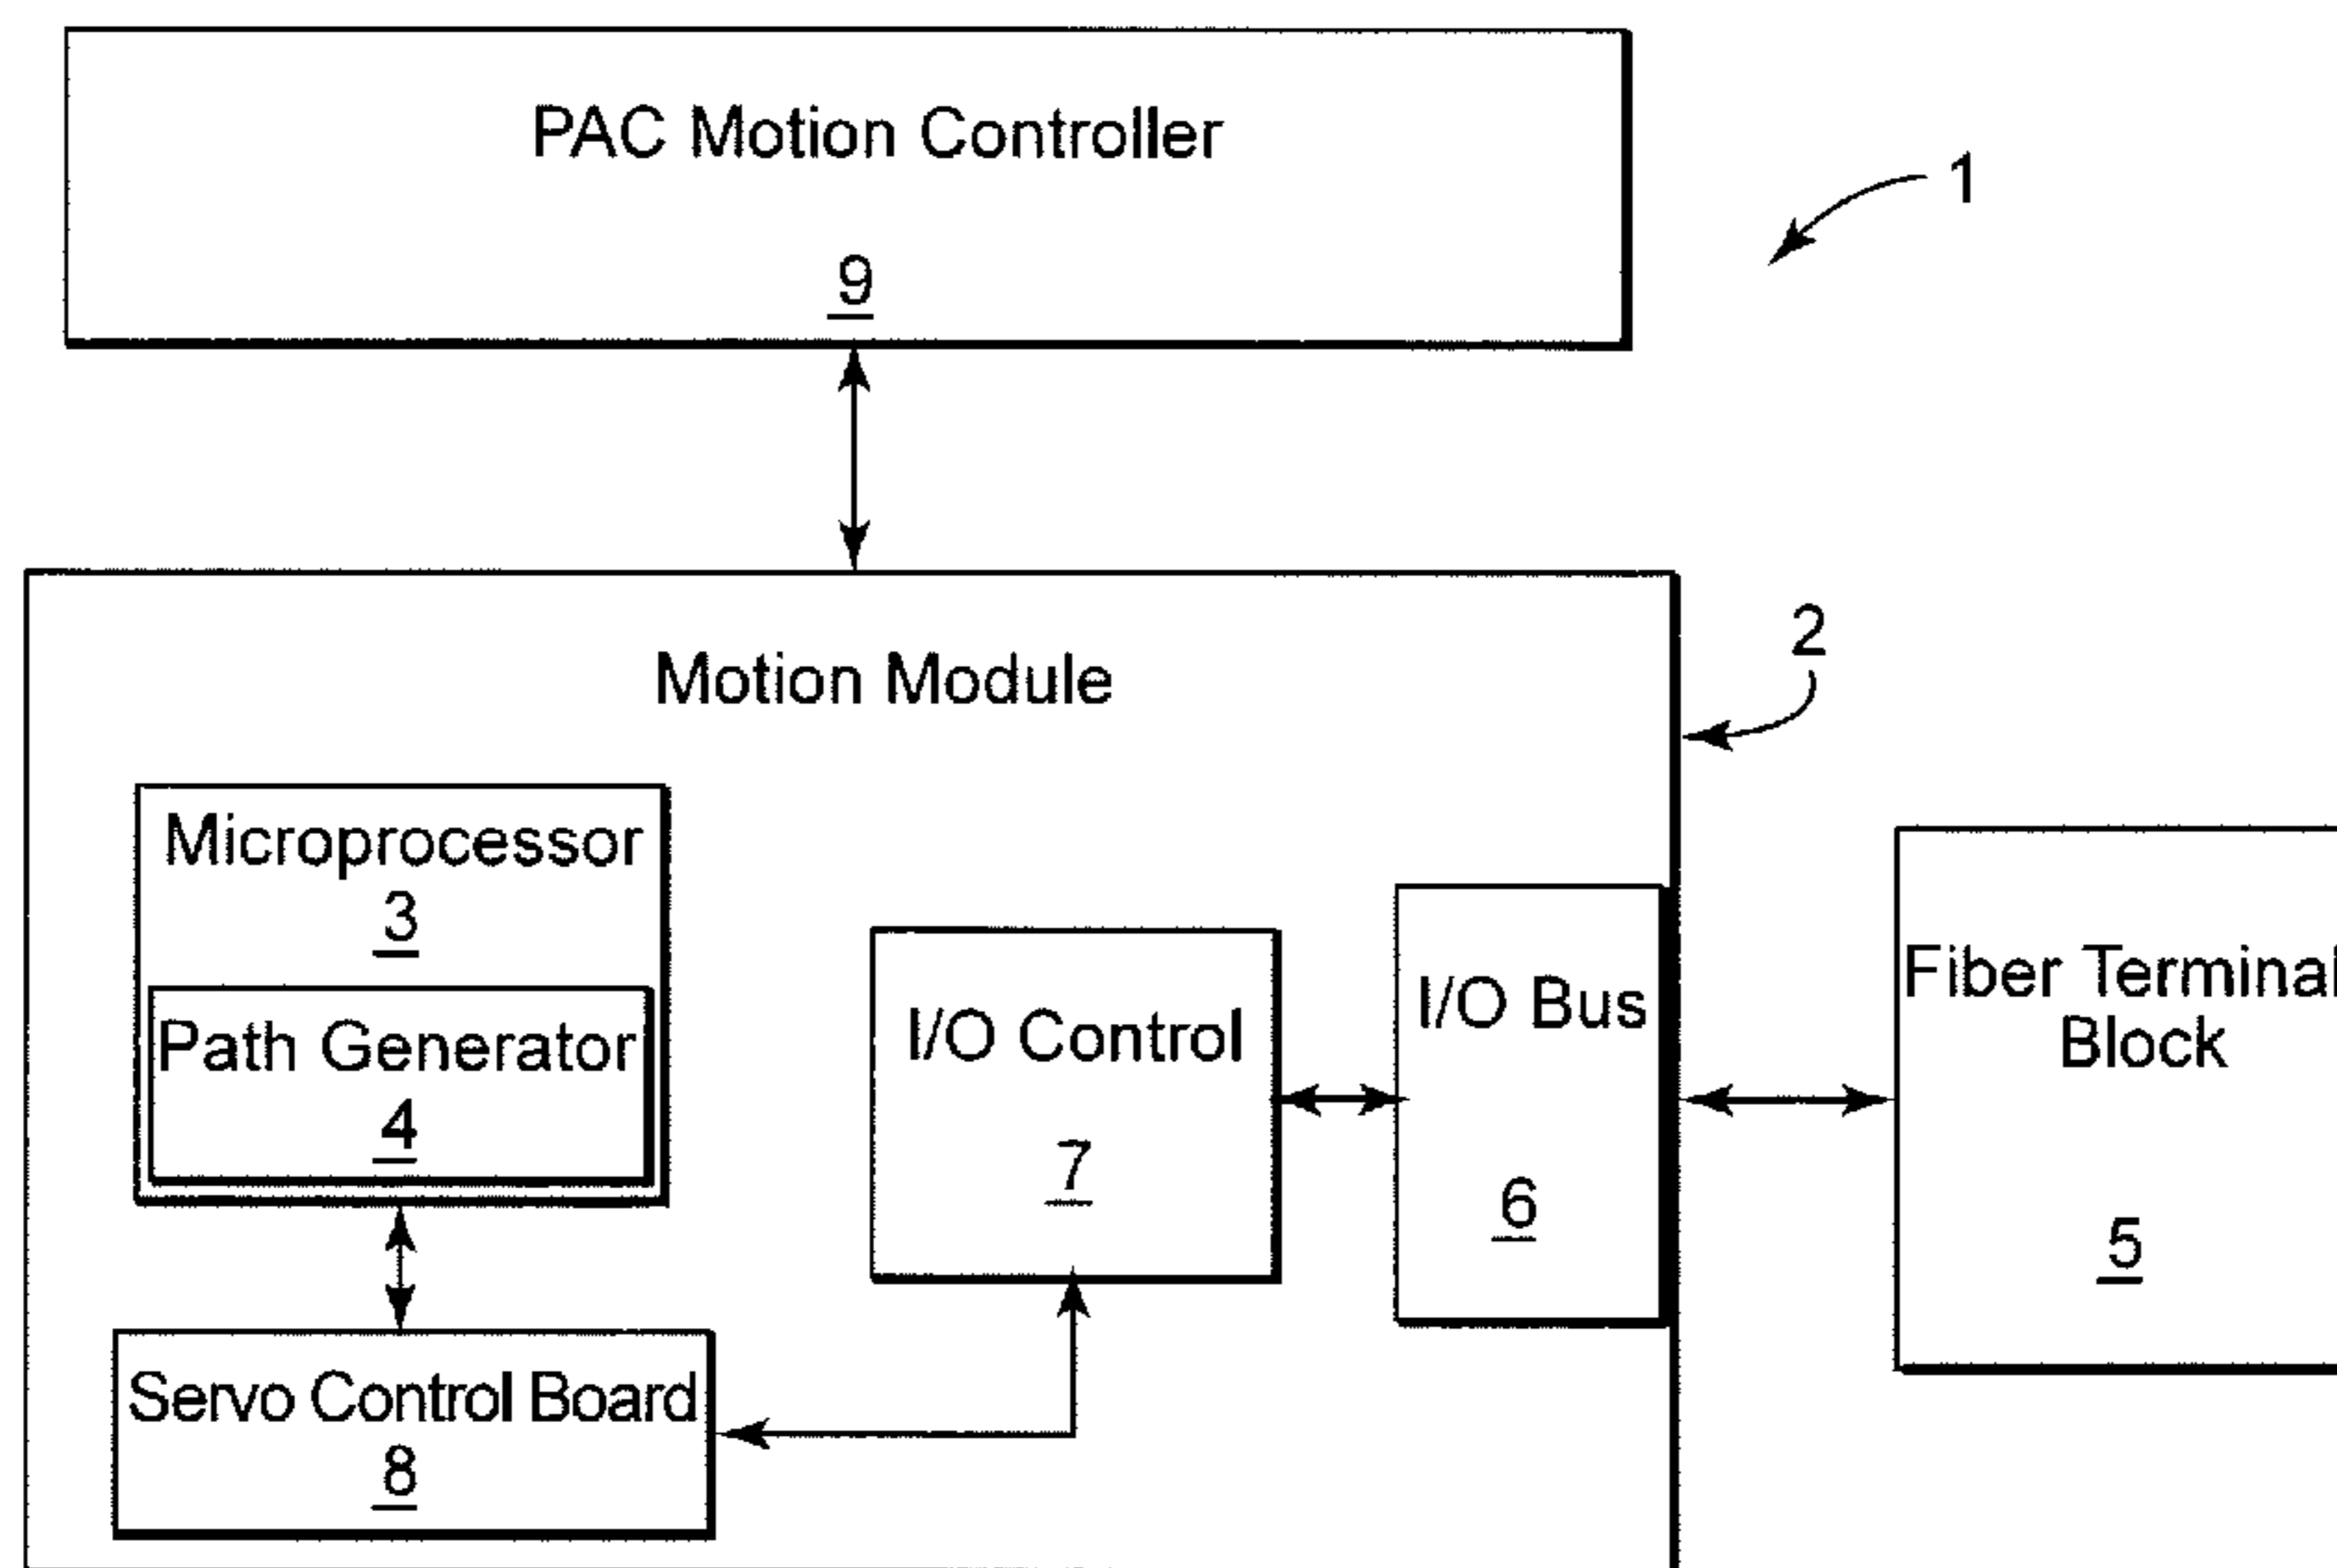 PAC Motion Controller
9
1
Motion Module
2
Microprocessor
3
Path Generator
4
I/O Control
7
I/O Bus
6
Fiber Terminal
Block
5
Servo Control Board
8